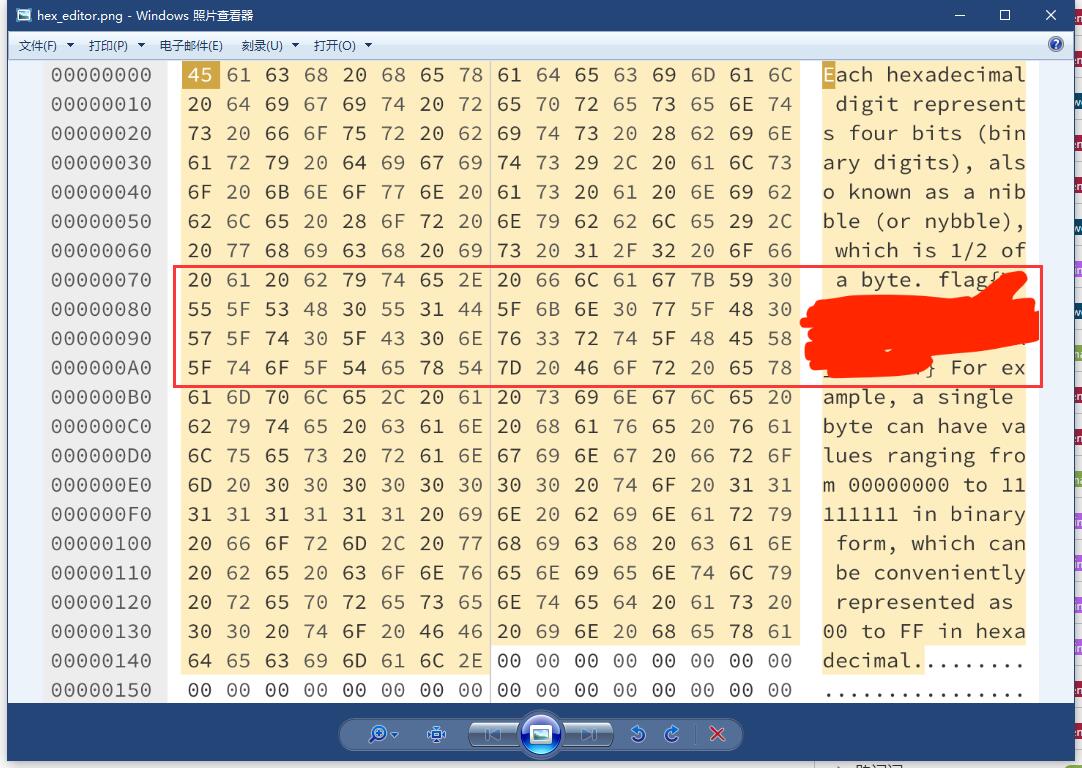 hex_editor.png - Windows 照片查看器
文件(F) 打印(P) 电子邮件(E) 刻录(U) 打开(O)
00000000 45 61 63 68 20 68 65 78 61 64 65 63 69 6D 61 6C Each hexadecimal
00000010 20 64 69 67 69 74 20 72 65 70 72 65 73 65 6E 74 digit represent
00000020 73 20 66 6F 75 72 20 62 69 74 73 20 28 62 69 6E s four bits (bin
00000030 61 72 79 20 64 69 67 69 74 73 29 2C 20 61 6C 73 ary digits), als
00000040 6F 20 6B 6E 6F 77 6E 20 61 73 20 61 20 6E 69 62 o known as a nib
00000050 62 6C 65 20 28 6F 72 20 6E 79 62 62 6C 65 29 2C ble (or nybble),
00000060 20 77 68 69 63 68 20 69 73 20 31 2F 32 20 6F 66 which is 1/2 of
00000070 20 61 20 62 79 74 65 2E 20 66 6C 61 67 7B 59 30 a byte. flag{
00000080 55 5F 53 48 30 55 31 44 5F 6B 6E 30 77 5F 48 30
00000090 57 5F 74 30 5F 43 30 6E 76 33 72 74 5F 48 45 58
000000A0 5F 74 6F 5F 54 65 78 54 7D 20 46 6F 72 20 65 78 } For ex
000000B0 61 6D 70 6C 65 2C 20 61 20 73 69 6E 67 6C 65 20 ample, a single
000000C0 62 79 74 65 20 63 61 6E 20 68 61 76 65 20 76 61 byte can have va
000000D0 6C 75 65 73 20 72 61 6E 67 69 6E 67 20 66 72 6F lues ranging fro
000000E0 6D 20 30 30 30 30 30 30 30 30 20 74 6F 20 31 31 m 00000000 to 11
000000F0 31 31 31 31 31 31 20 69 6E 20 62 69 6E 61 72 79 111111 in binary
00000100 20 66 6F 72 6D 2C 20 77 68 69 63 68 20 63 61 6E form, which can
00000110 20 62 65 20 63 6F 6E 76 65 6E 69 65 6E 74 6C 79 be conveniently
00000120 20 72 65 70 72 65 73 65 6E 74 65 64 20 61 73 20 represented as
00000130 30 30 20 74 6F 20 46 46 20 69 6E 20 68 65 78 61 00 to FF in hexa
00000140 64 65 63 69 6D 61 6C 2E 00 00 00 00 00 00 00 00 decimal.........
00000150 00 00 00 00 00 00 00 00 00 00 00 00 00 00 00 00 ................